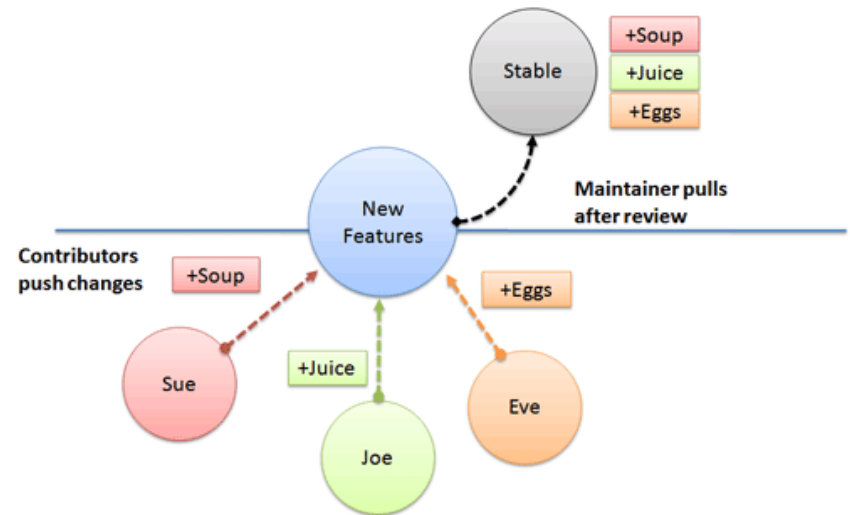 +Soup
Stable
+Juice
+Eggs
New
Features
Maintainer pulls
after review
Contributors
push changes
+Soup
+Eggs
+Juice
Sue
Eve
Joe